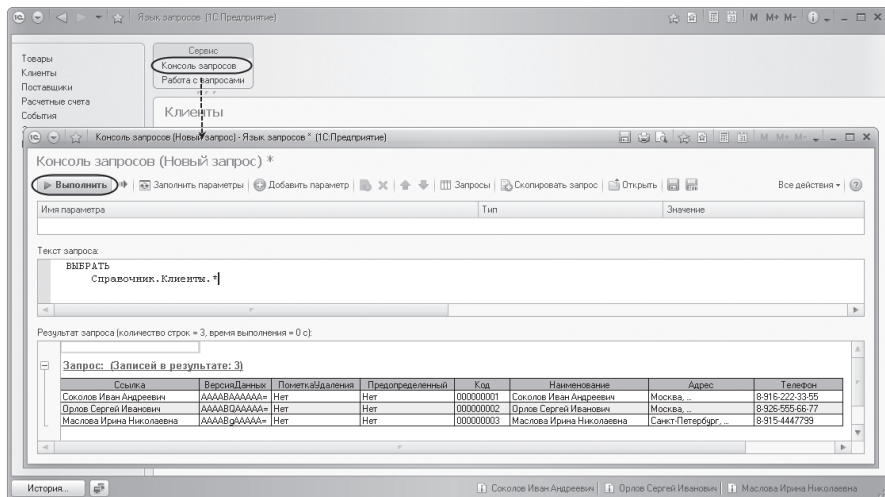 Язык запросов (1С:Предприятие)
M M+ M-
Товары
Клиенты
Поставщики
Расчетные счета
События
Сервис
Консоль запросов
Работа с запросами
Клиенты
Консоль запросов (Новый запрос) - Язык запросов * (1С:Предприятие)
M M+ M-
Консоль запросов (Новый запрос) *
Выполнить
Заполнить параметры
Добавить параметр
Запросы
Скопировать запрос
Открыть
Все действия
Имя параметра
Тип
Значение
Текст запроса:
ВЫБРАТЬ
Справочник.Клиенты.*
Результат запроса (количество строк = 3, время выполнения = 0 с):
Запрос: (Записей в результате: 3)
Ссылка ВерсияДанных ПометкаУдаления Предопределенный Код Наименование Адрес Телефон
Соколов Иван Андреевич AAAABAAAAAA= Нет Нет 000000001 Соколов Иван Андреевич Москва, ... 8-916-222-33-55
Орлов Сергей Иванович AAAABQAAAAA= Нет Нет 000000002 Орлов Сергей Иванович Москва, ... 8-926-555-66-77
Маслова Ирина Николаевна AAAABgAAAAA= Нет Нет 000000003 Маслова Ирина Николаевна Санкт-Петербург, ... 8-915-4447799
История...
Соколов Иван Андреевич
Орлов Сергей Иванович
Маслова Ирина Николаевна